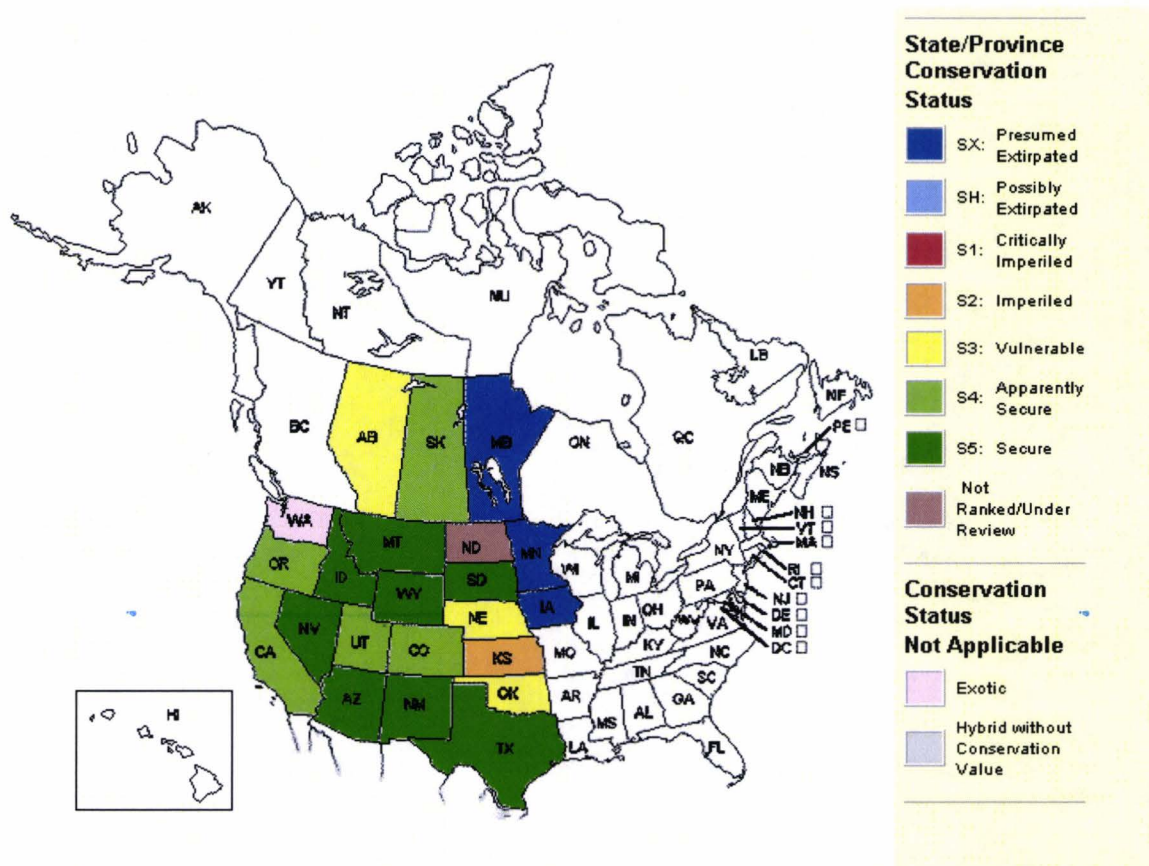 AK
YT
NT
NU
BC
AB
SK
MB
ON
QC
LB
NF
PE
NB
NS
ME
NH
VT
MA
NY
RI
CT
PA
NJ
DE
MD
DC
WA
OR
ID
MT
ND
MN
WI
MI
SD
WY
NE
IA
IL
IN
OH
WV
VA
NV
UT
CO
KS
MO
KY
NC
CA
AZ
NM
OK
AR
TN
SC
MS
AL
GA
TX
LA
FL
HI
State/Province
Conservation
Status
SX: Presumed
Extirpated
SH: Possibly
Extirpated
S1: Critically
Imperiled
S2: Imperiled
S3: Vulnerable
S4: Apparently
Secure
S5: Secure
Not
Ranked/Under
Review
Conservation
Status
Not Applicable
Exotic
Hybrid without
Conservation
Value